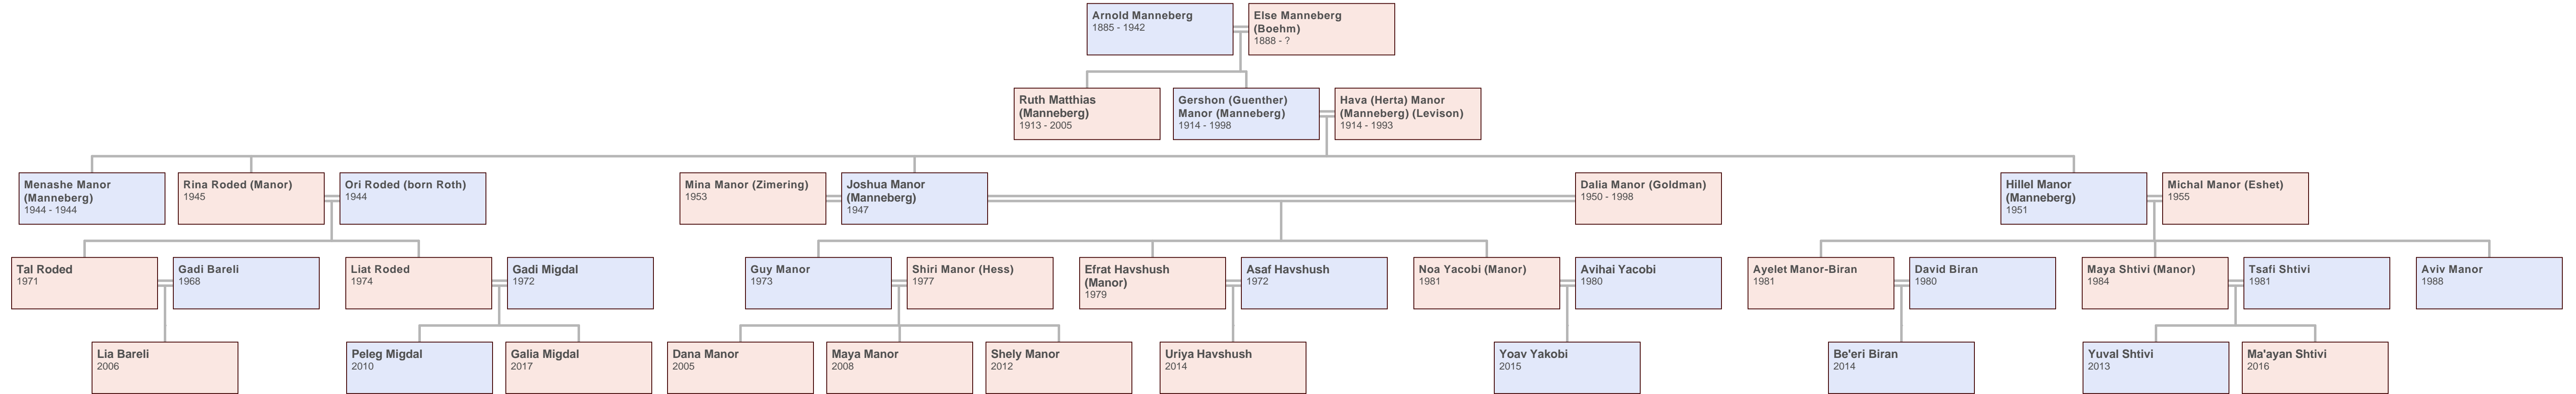 Arnold Manneberg
1885 - 1942
Else Manneberg
(Boehm)
1888 - ?
Ruth Matthias
(Manneberg)
1913 - 2005
Gershon (Guenther)
Manor (Manneberg)
1914 - 1998
Hava (Herta) Manor
(Manneberg) (Levison)
1914 - 1993
Menashe Manor
(Manneberg)
1944 - 1944
Rina Roded (Manor)
1945
Ori Roded (born Roth)
1944
Mina Manor (Zimering)
1953
Joshua Manor
(Manneberg)
1947
Dalia Manor (Goldman)
1950 - 1998
Hillel Manor
(Manneberg)
1951
Michal Manor (Eshet)
1955
Tal Roded
1971
Gadi Bareli
1968
Liat Roded
1974
Gadi Migdal
1972
Guy Manor
1973
Shiri Manor (Hess)
1977
Efrat Havshush
(Manor)
1979
Asaf Havshush
1972
Noa Yacobi (Manor)
1981
Avihai Yacobi
1980
Ayelet Manor-Biran
1981
David Biran
1980
Maya Shtivi (Manor)
1984
Tsafi Shtivi
1981
Aviv Manor
1988
Lia Bareli
2006
Peleg Migdal
2010
Galia Migdal
2017
Dana Manor
2005
Maya Manor
2008
Shely Manor
2012
Uriya Havshush
2014
Yoav Yakobi
2015
Be'eri Biran
2014
Yuval Shtivi
2013
Ma'ayan Shtivi
2016